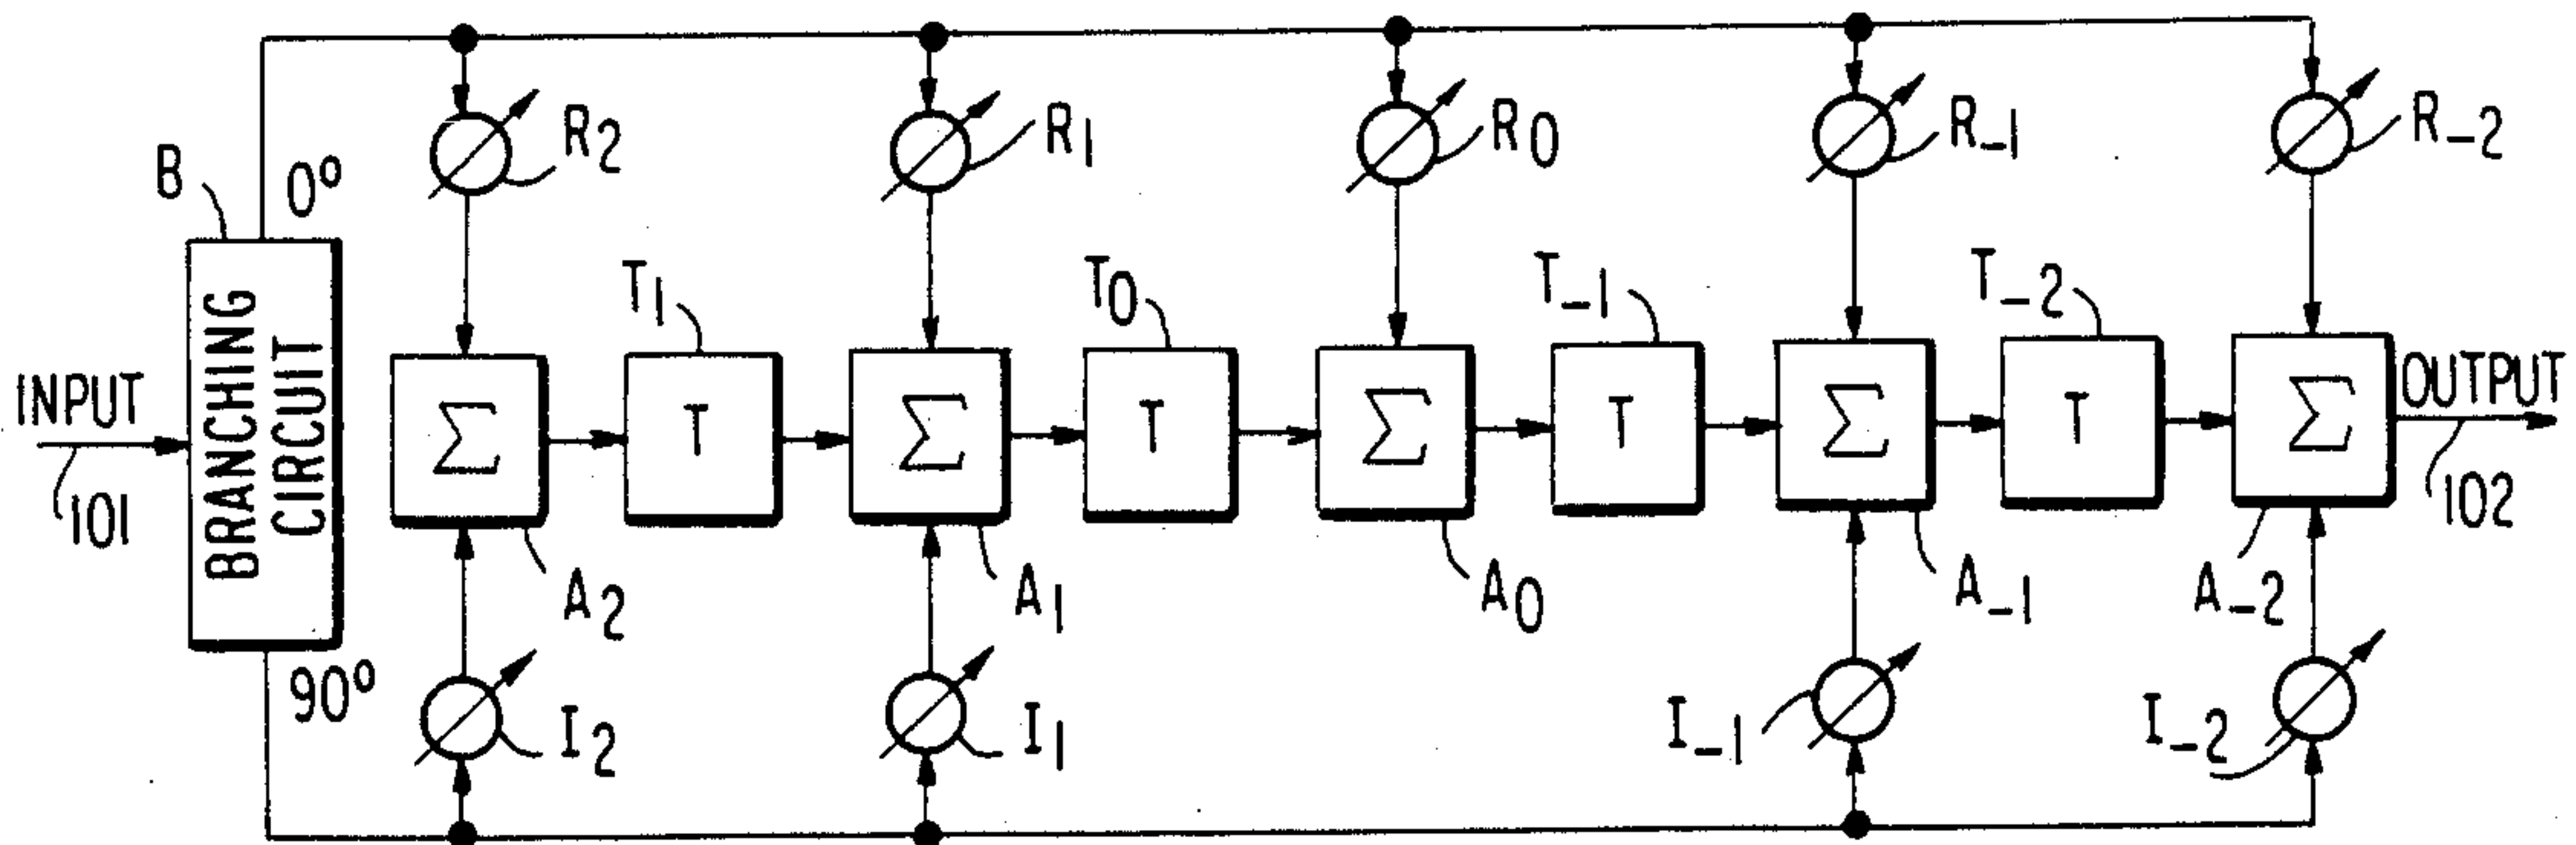 R2
R1
R0
R-1
R-2
B
0°
T1
T0
T-1
T-2
INPUT
101
BRANCHING
CIRCUIT
Σ
T
Σ
T
Σ
T
Σ
T
Σ
OUTPUT
102
A2
A1
A0
A-1
A-2
90°
I2
I1
I-1
I-2